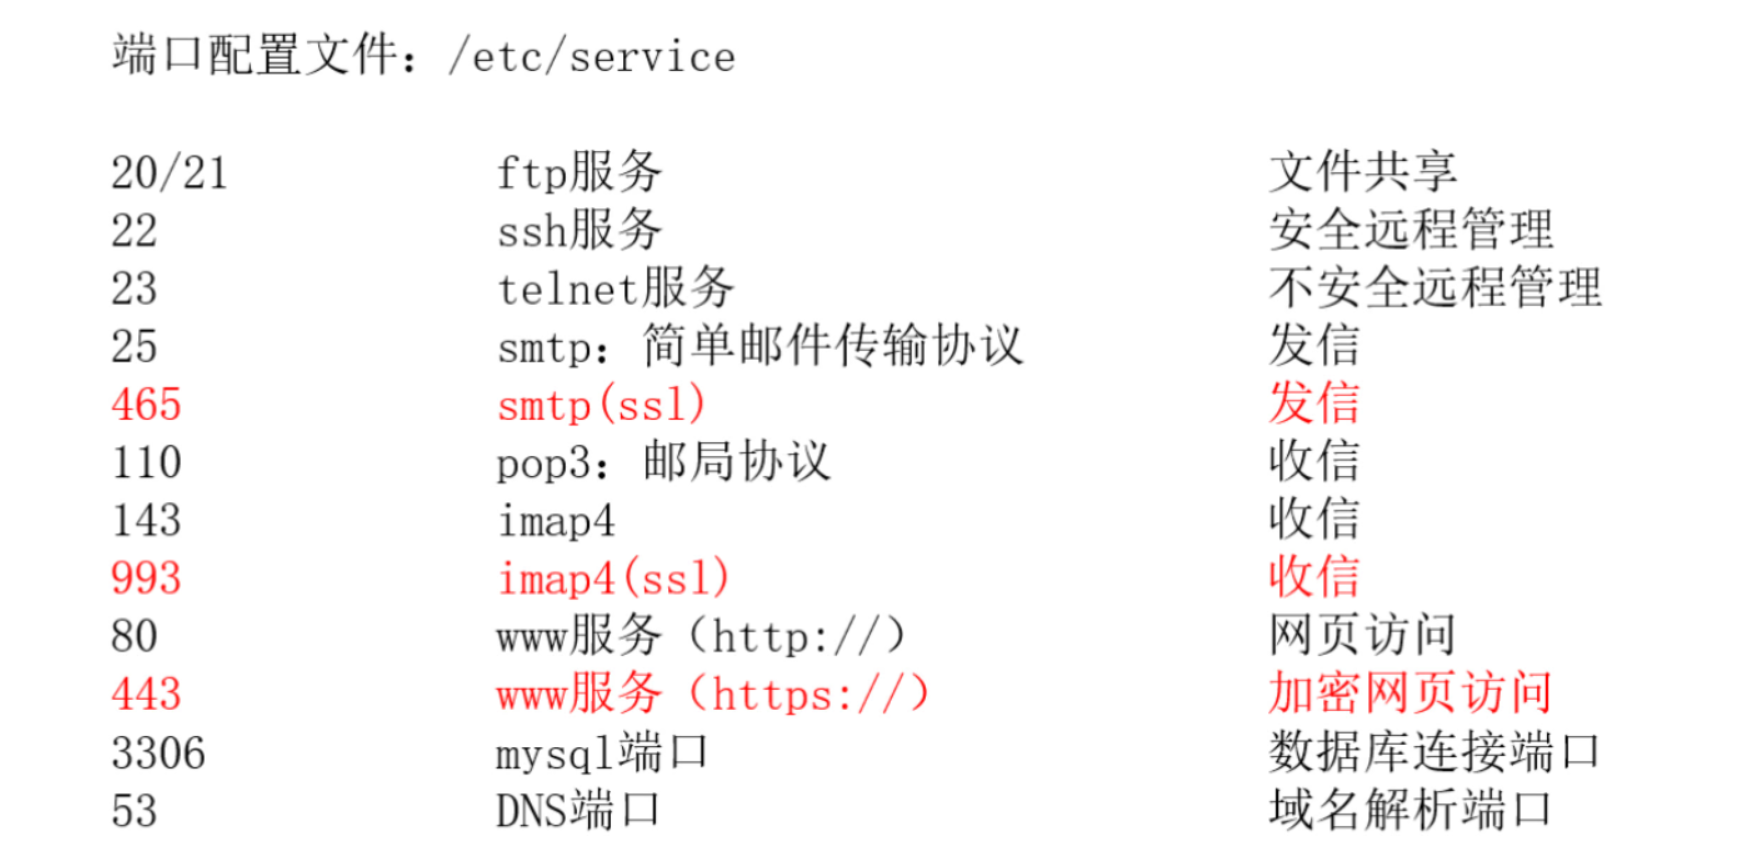 端口配置文件：/etc/service
20/21 ftp服务 文件共享
22 ssh服务 安全远程管理
23 telnet服务 不安全远程管理
25 smtp：简单邮件传输协议 发信
465 smtp(ssl) 发信
110 pop3：邮局协议 收信
143 imap4 收信
993 imap4(ssl) 收信
80 www服务（http://） 网页访问
443 www服务（https://） 加密网页访问
3306 mysql端口 数据库连接端口
53 DNS端口 域名解析端口